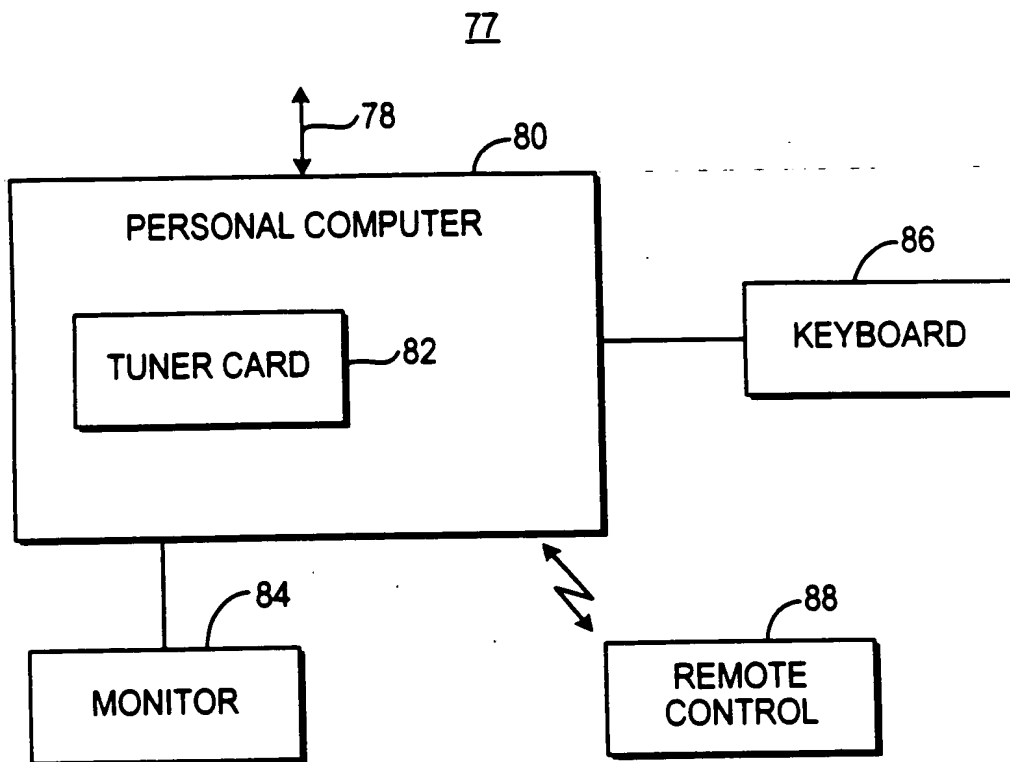 77
78
80
PERSONAL COMPUTER
86
KEYBOARD
TUNER CARD
82
84
MONITOR
88
REMOTE
CONTROL